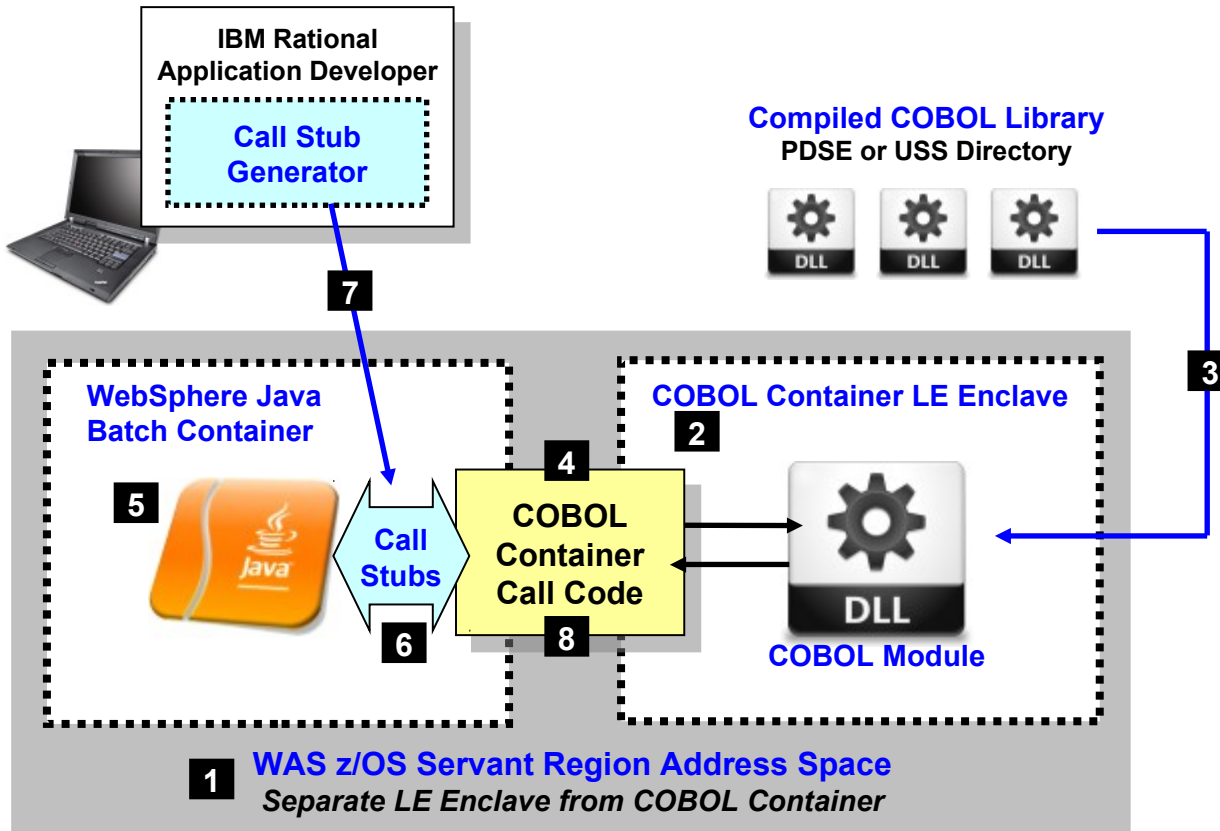 IBM Rational
Application Developer
Call Stub
Generator
Compiled COBOL Library
PDSE or USS Directory
DLL
DLL
DLL
7
3
WebSphere Java
Batch Container
COBOL Container LE Enclave
2
4
5
Java
Call
Stubs
6
COBOL
Container
Call Code
8
DLL
COBOL Module
1
WAS z/OS Servant Region Address Space
Separate LE Enclave from COBOL Container